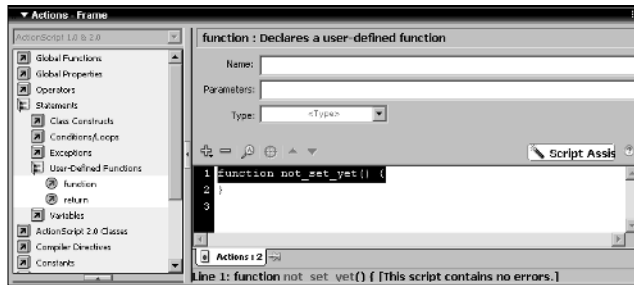 Actions - Frame
ActionScript 1.0 & 2.0
Global Functions
Global Properties
Operators
Statements
Class Constructs
Conditions/Loops
Exceptions
User-Defined Functions
function
return
Variables
ActionScript 2.0 Classes
Compiler Directives
Constants
function : Declares a user-defined function
Name:
Parameters:
Type: <Type>
Script Assis
1 function not_set_yet() {
2 }
3
Actions : 2
Line 1: function not_set_yet() { [This script contains no errors.]